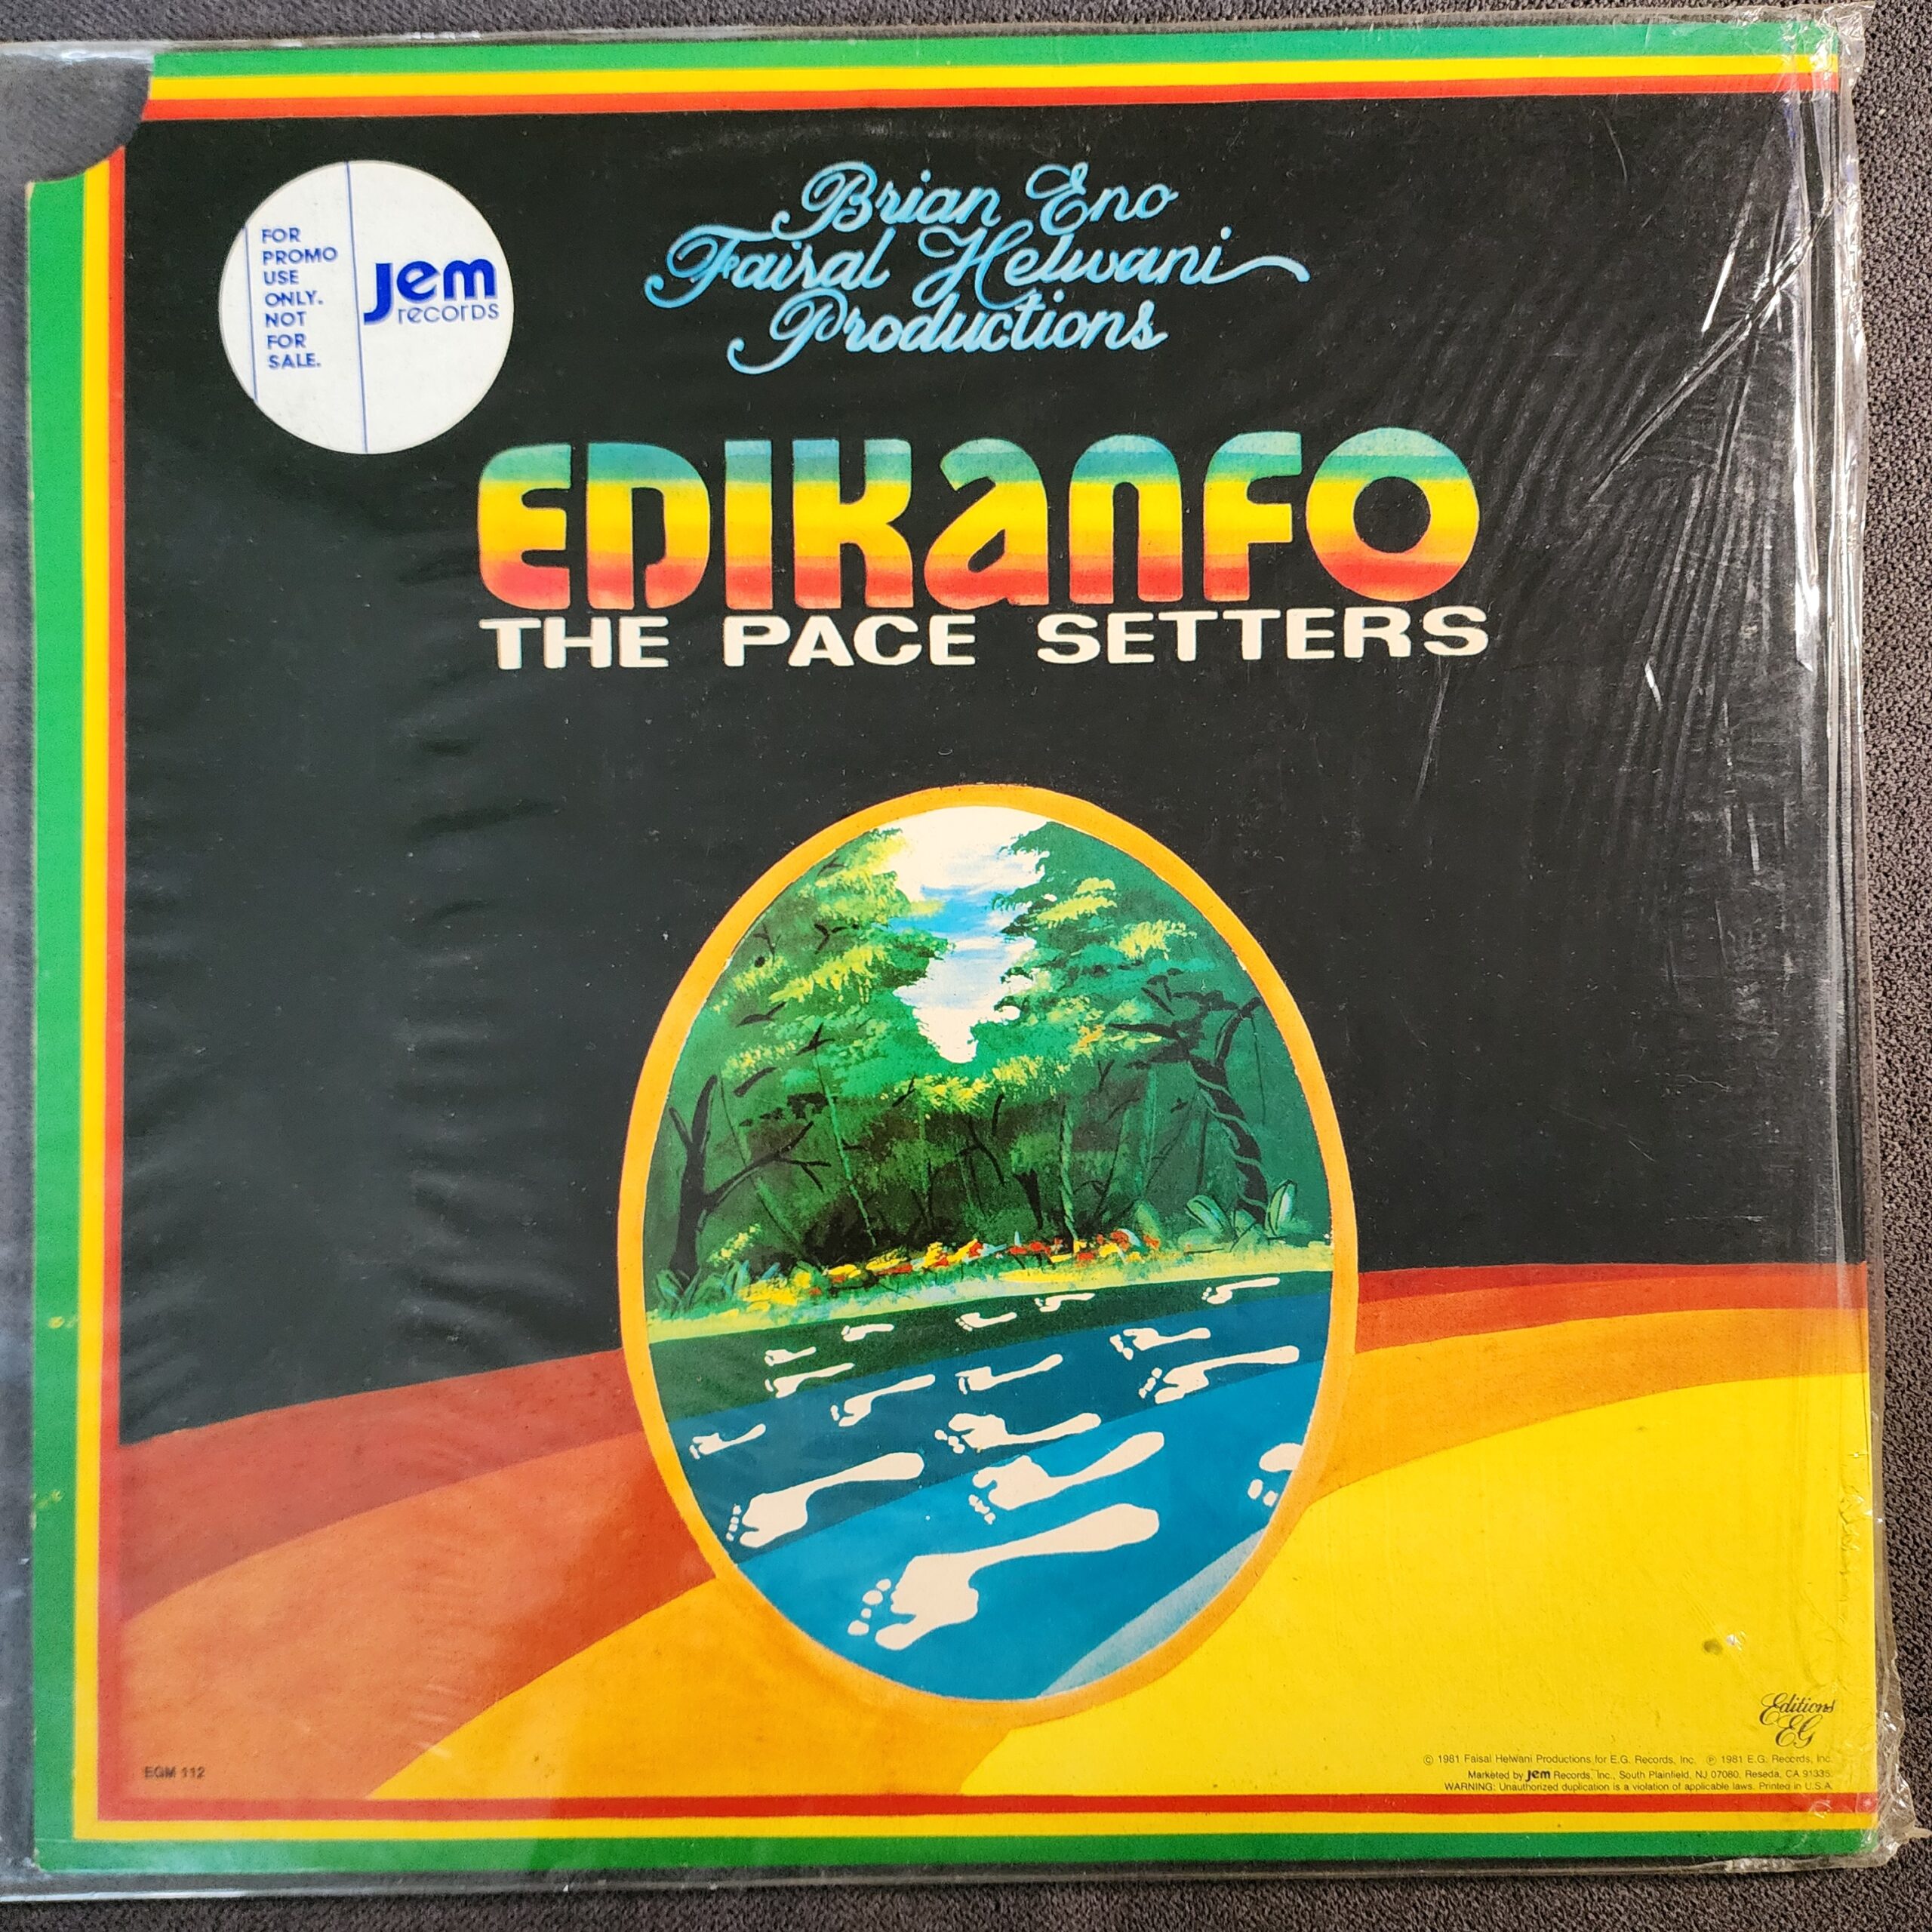 FOR
PROMO
USE
ONLY.
NOT
FOR
SALE.
jem
records
Brian Eno
Faisal Helwani
Productions
EDIKANFO
THE PACE SETTERS
Editions
EG
EGM 112
© 1981 Faisal Helwani Productions for E.G. Records, Inc. ℗ 1981 E.G. Records, Inc.
Marketed by jem Records, Inc., South Plainfield, NJ 07080, Reseda, CA 91335.
WARNING: Unauthorized duplication is a violation of applicable laws. Printed in U.S.A.